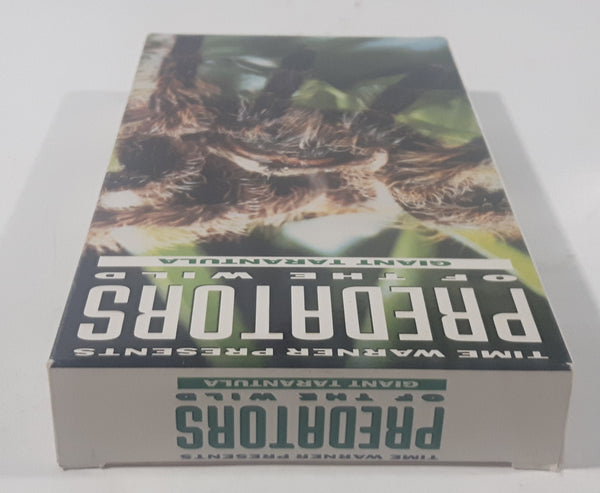 TIME WARNER PRESENTS
PREDATORS
OF THE WILD
GIANT TARANTULA
TIME WARNER PRESENTS
PREDATORS
OF THE WILD
GIANT TARANTULA